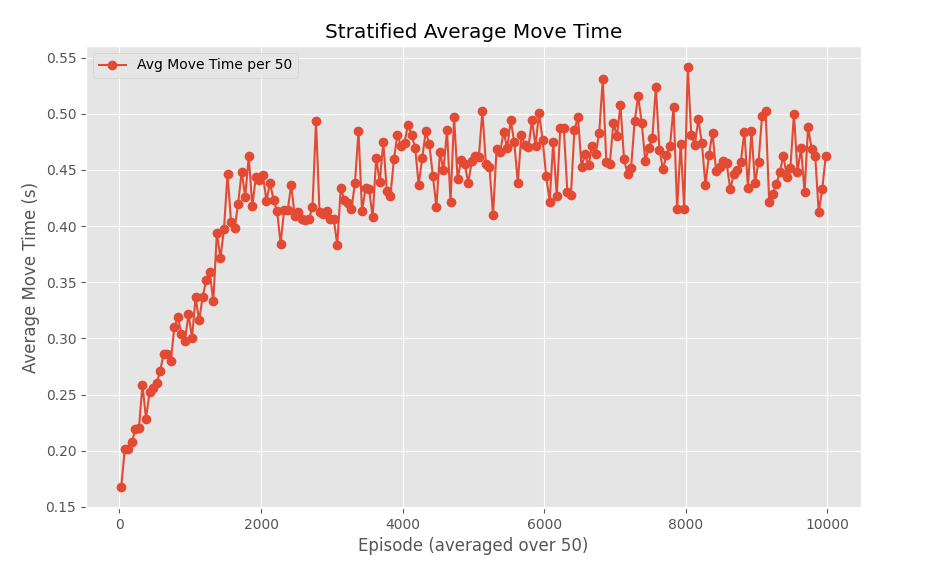 Stratified Average Move Time
Avg Move Time per 50
Average Move Time (s)
0.55
0.50
0.45
0.40
0.35
0.30
0.25
0.20
0.15
0 2000 4000 6000 8000 10000
Episode (averaged over 50)